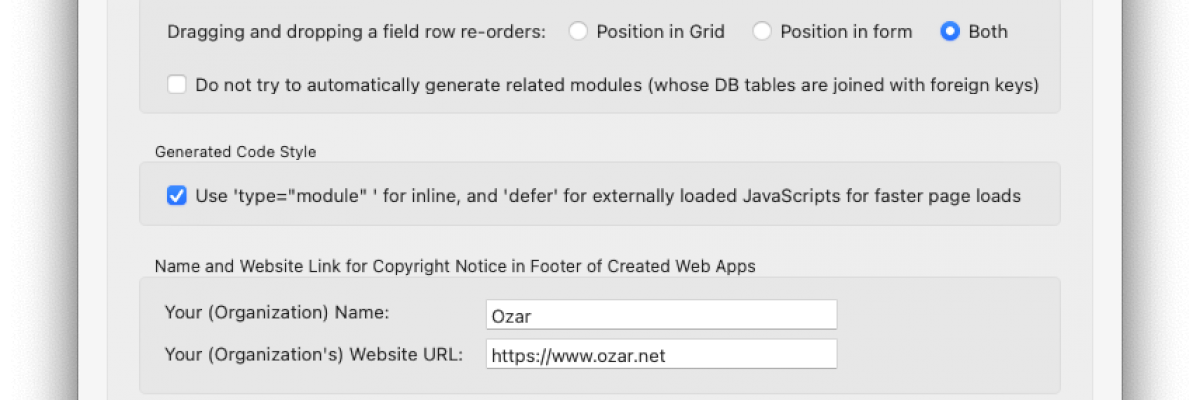 Dragging and dropping a field row re-orders: Position in Grid Position in form Both
Do not try to automatically generate related modules (whose DB tables are joined with foreign keys)
Generated Code Style
Use 'type="module" ' for inline, and 'defer' for externally loaded JavaScripts for faster page loads
Name and Website Link for Copyright Notice in Footer of Created Web Apps
Your (Organization) Name: Ozar
Your (Organization's) Website URL: https://www.ozar.net